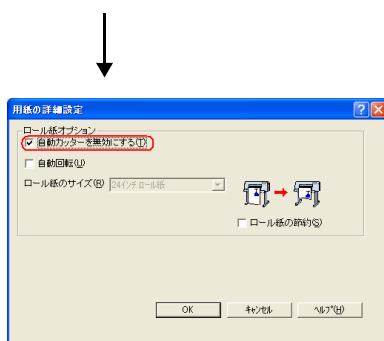 用紙の詳細設定
ロール紙オプション
自動カッターを無効にする(T)
自動回転(U)
ロール紙のサイズ(R) 24インチ ロール紙
ロール紙の節約(S)
OK キャンセル ヘルプ(H)